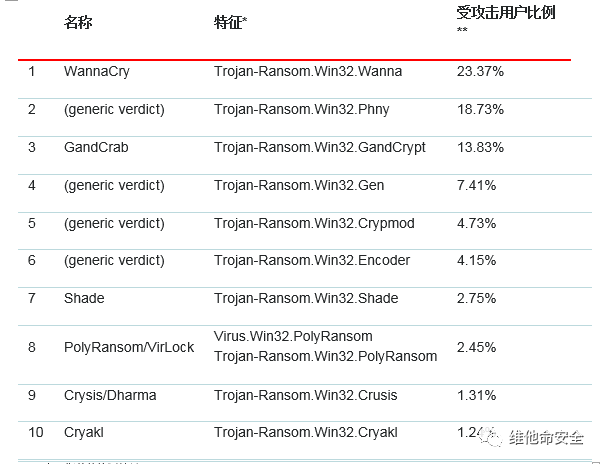 名称 特征* 受攻击用户比例
**
1 WannaCry Trojan-Ransom.Win32.Wanna 23.37%
2 (generic verdict) Trojan-Ransom.Win32.Phny 18.73%
3 GandCrab Trojan-Ransom.Win32.GandCrypt 13.83%
4 (generic verdict) Trojan-Ransom.Win32.Gen 7.41%
5 (generic verdict) Trojan-Ransom.Win32.Crypmod 4.73%
6 (generic verdict) Trojan-Ransom.Win32.Encoder 4.15%
7 Shade Trojan-Ransom.Win32.Shade 2.75%
8 PolyRansom/VirLock Virus.Win32.PolyRansom 2.45%
Trojan-Ransom.Win32.PolyRansom
9 Crysis/Dharma Trojan-Ransom.Win32.Crusis 1.31%
10 Cryakl Trojan-Ransom.Win32.Cryakl 1.24%
维他命安全